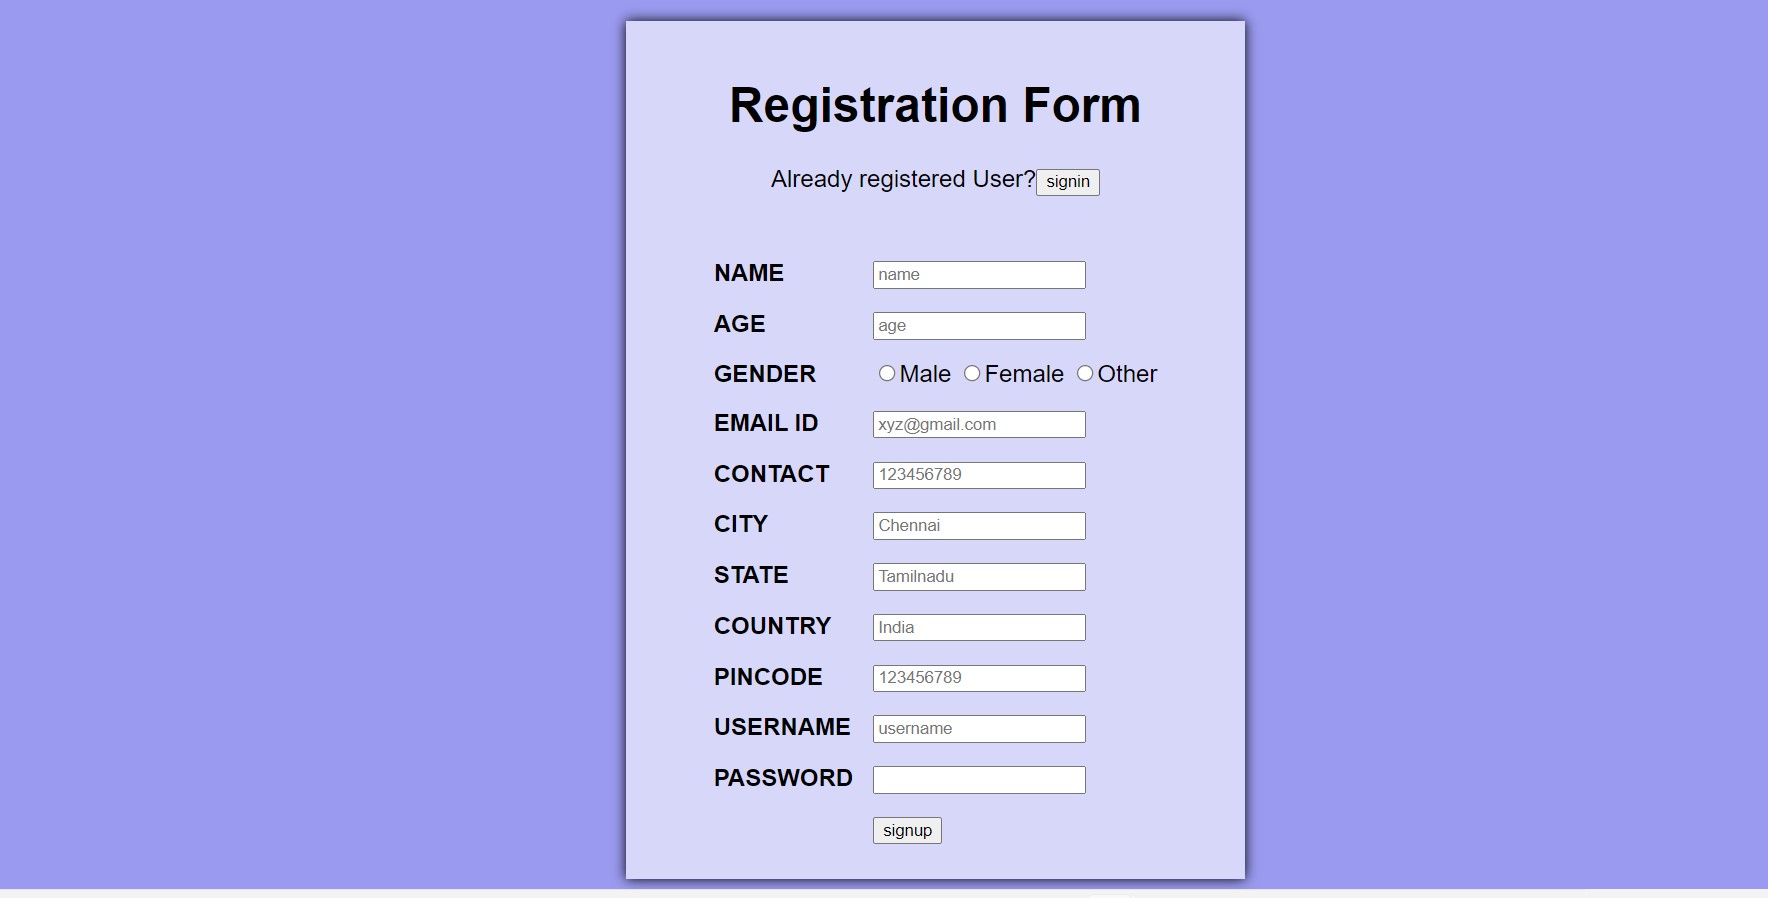 Registration Form
Already registered User? signin
NAME name
AGE age
GENDER Male Female Other
EMAIL ID xyz@gmail.com
CONTACT 123456789
CITY Chennai
STATE Tamilnadu
COUNTRY India
PINCODE 123456789
USERNAME username
PASSWORD
signup